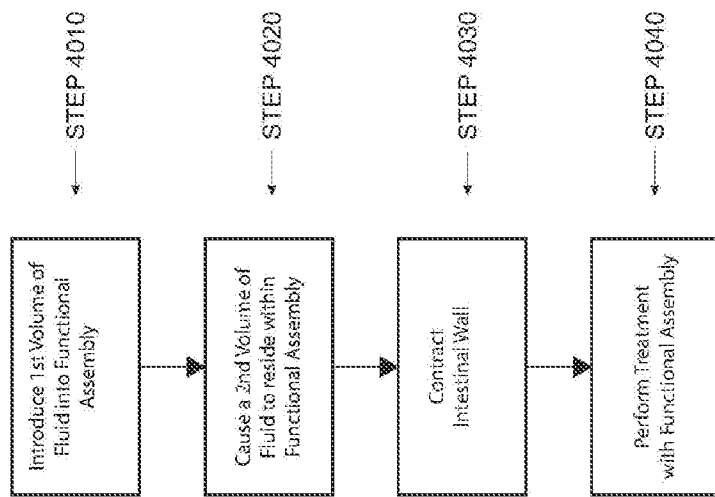 STEP 4010
Introduce 1st Volume of
Fluid into Functional
Assembly
STEP 4020
Cause a 2nd Volume of
Fluid to reside within
Functional Assembly
STEP 4030
Contract
Intestinal Wall
STEP 4040
Perform Treatment
with Functional Assembly